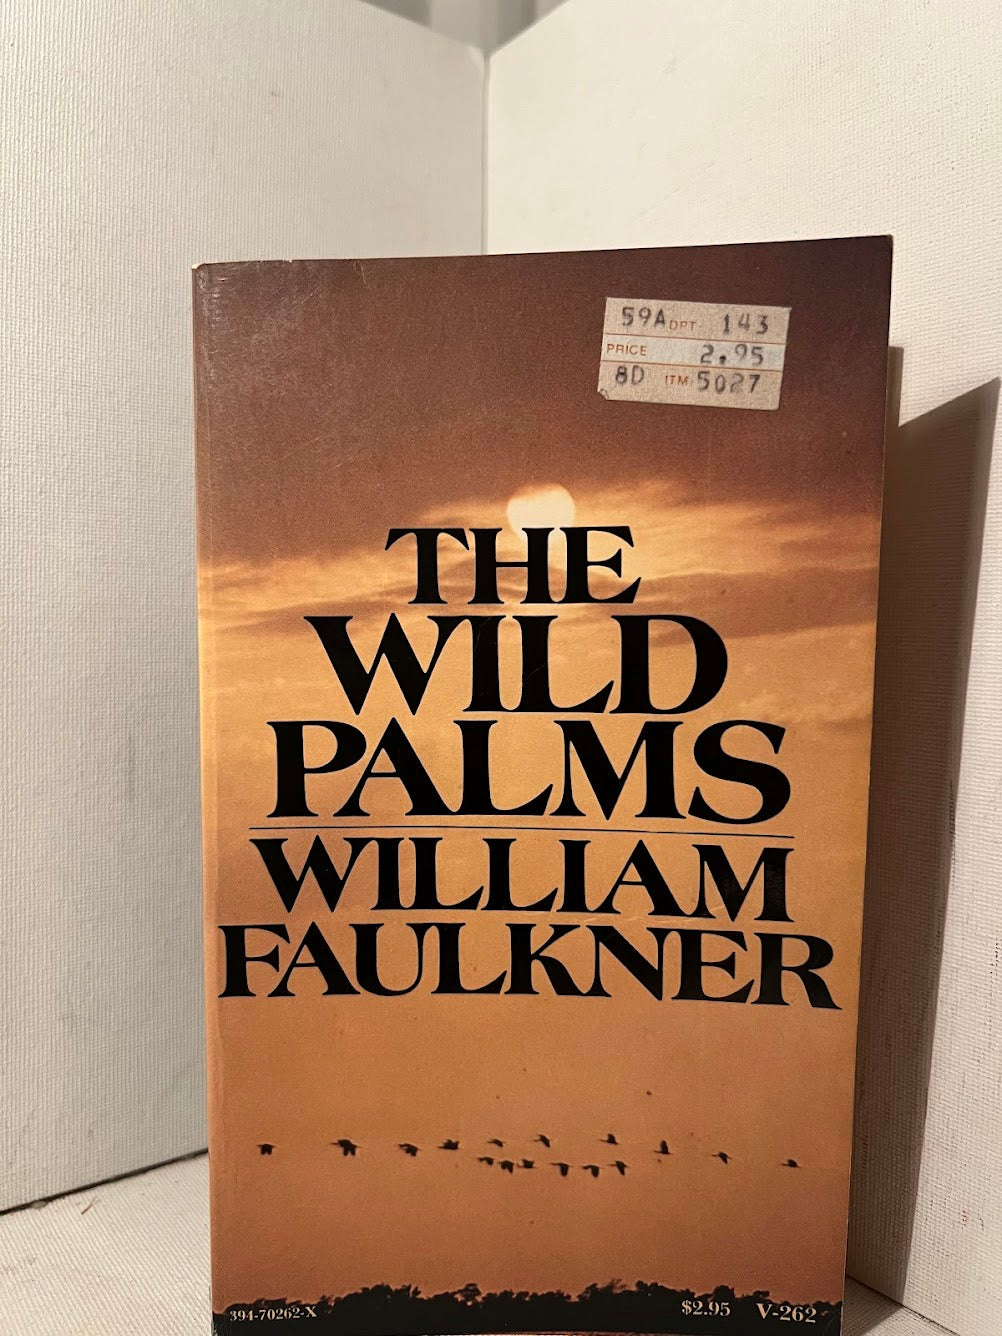 59A DPT 143
PRICE 2.95
8D ITM 5027
THE
WILD
PALMS
WILLIAM
FAULKNER
394-70262-X $2.95 V-262